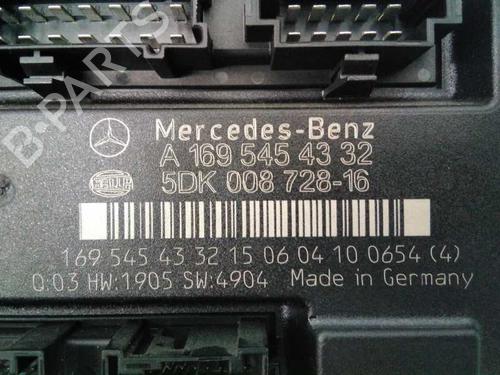 B-PARTS
Mercedes-Benz
A 169 545 43 32
HELLA
5DK 008 728-16
169 545 43 32 15 06 04 10 0654 (4)
Q:03 HW:1905 SW:4904 Made in Germany